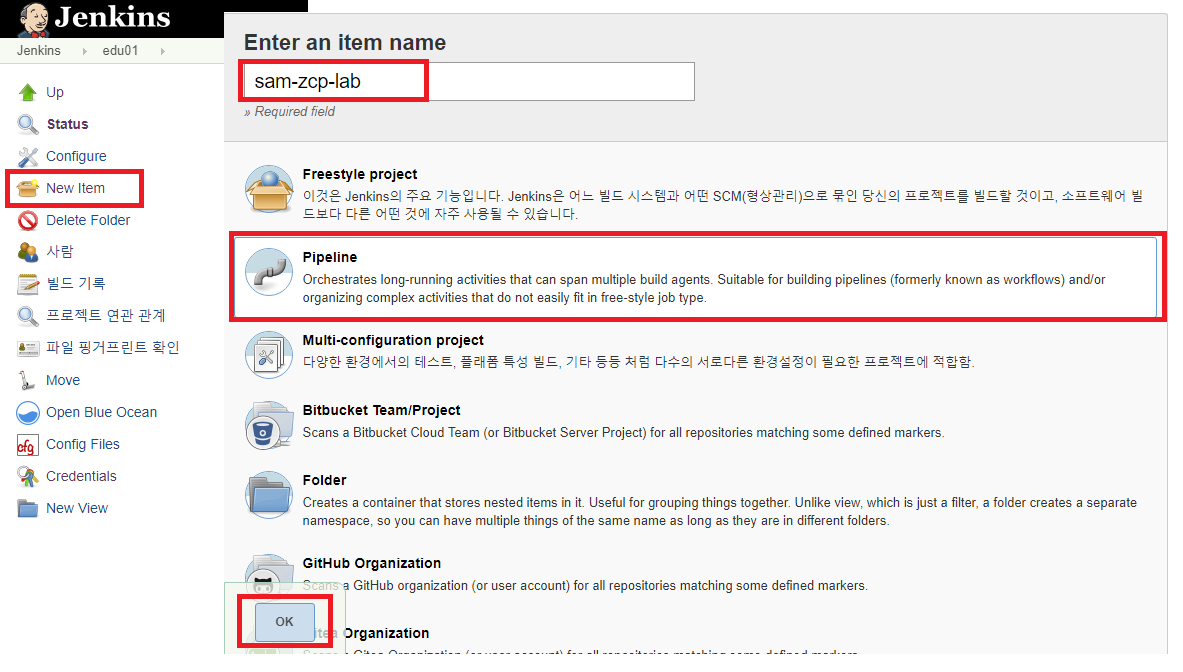 Jenkins
Jenkins
edu01
Up
Status
Configure
New Item
Delete Folder
사람
빌드 기록
프로젝트 연관 관계
파일 핑거프린트 확인
Move
Open Blue Ocean
cfg
Config Files
Credentials
New View
Enter an item name
sam-zcp-lab
» Required field
Freestyle project
이것은 Jenkins의 주요 기능입니다. Jenkins은 어느 빌드 시스템과 어떤 SCM(형상관리)으로 묶인 당신의 프로젝트를 빌드할 것이고, 소프트웨어 빌
드보다 다른 어떤 것에 자주 사용될 수 있습니다.
Pipeline
Orchestrates long-running activities that can span multiple build agents. Suitable for building pipelines (formerly known as workflows) and/or
organizing complex activities that do not easily fit in free-style job type.
Multi-configuration project
다양한 환경에서의 테스트, 플래폼 특성 빌드, 기타 등등 처럼 다수의 서로다른 환경설정이 필요한 프로젝트에 적합함.
Bitbucket Team/Project
Scans a Bitbucket Cloud Team (or Bitbucket Server Project) for all repositories matching some defined markers.
Folder
Creates a container that stores nested items in it. Useful for grouping things together. Unlike view, which is just a filter, a folder creates a separate
namespace, so you can have multiple things of the same name as long as they are in different folders.
GitHub Organization
Scans a GitHub organization (or user account) for all repositories matching some defined markers.
OK
Organization